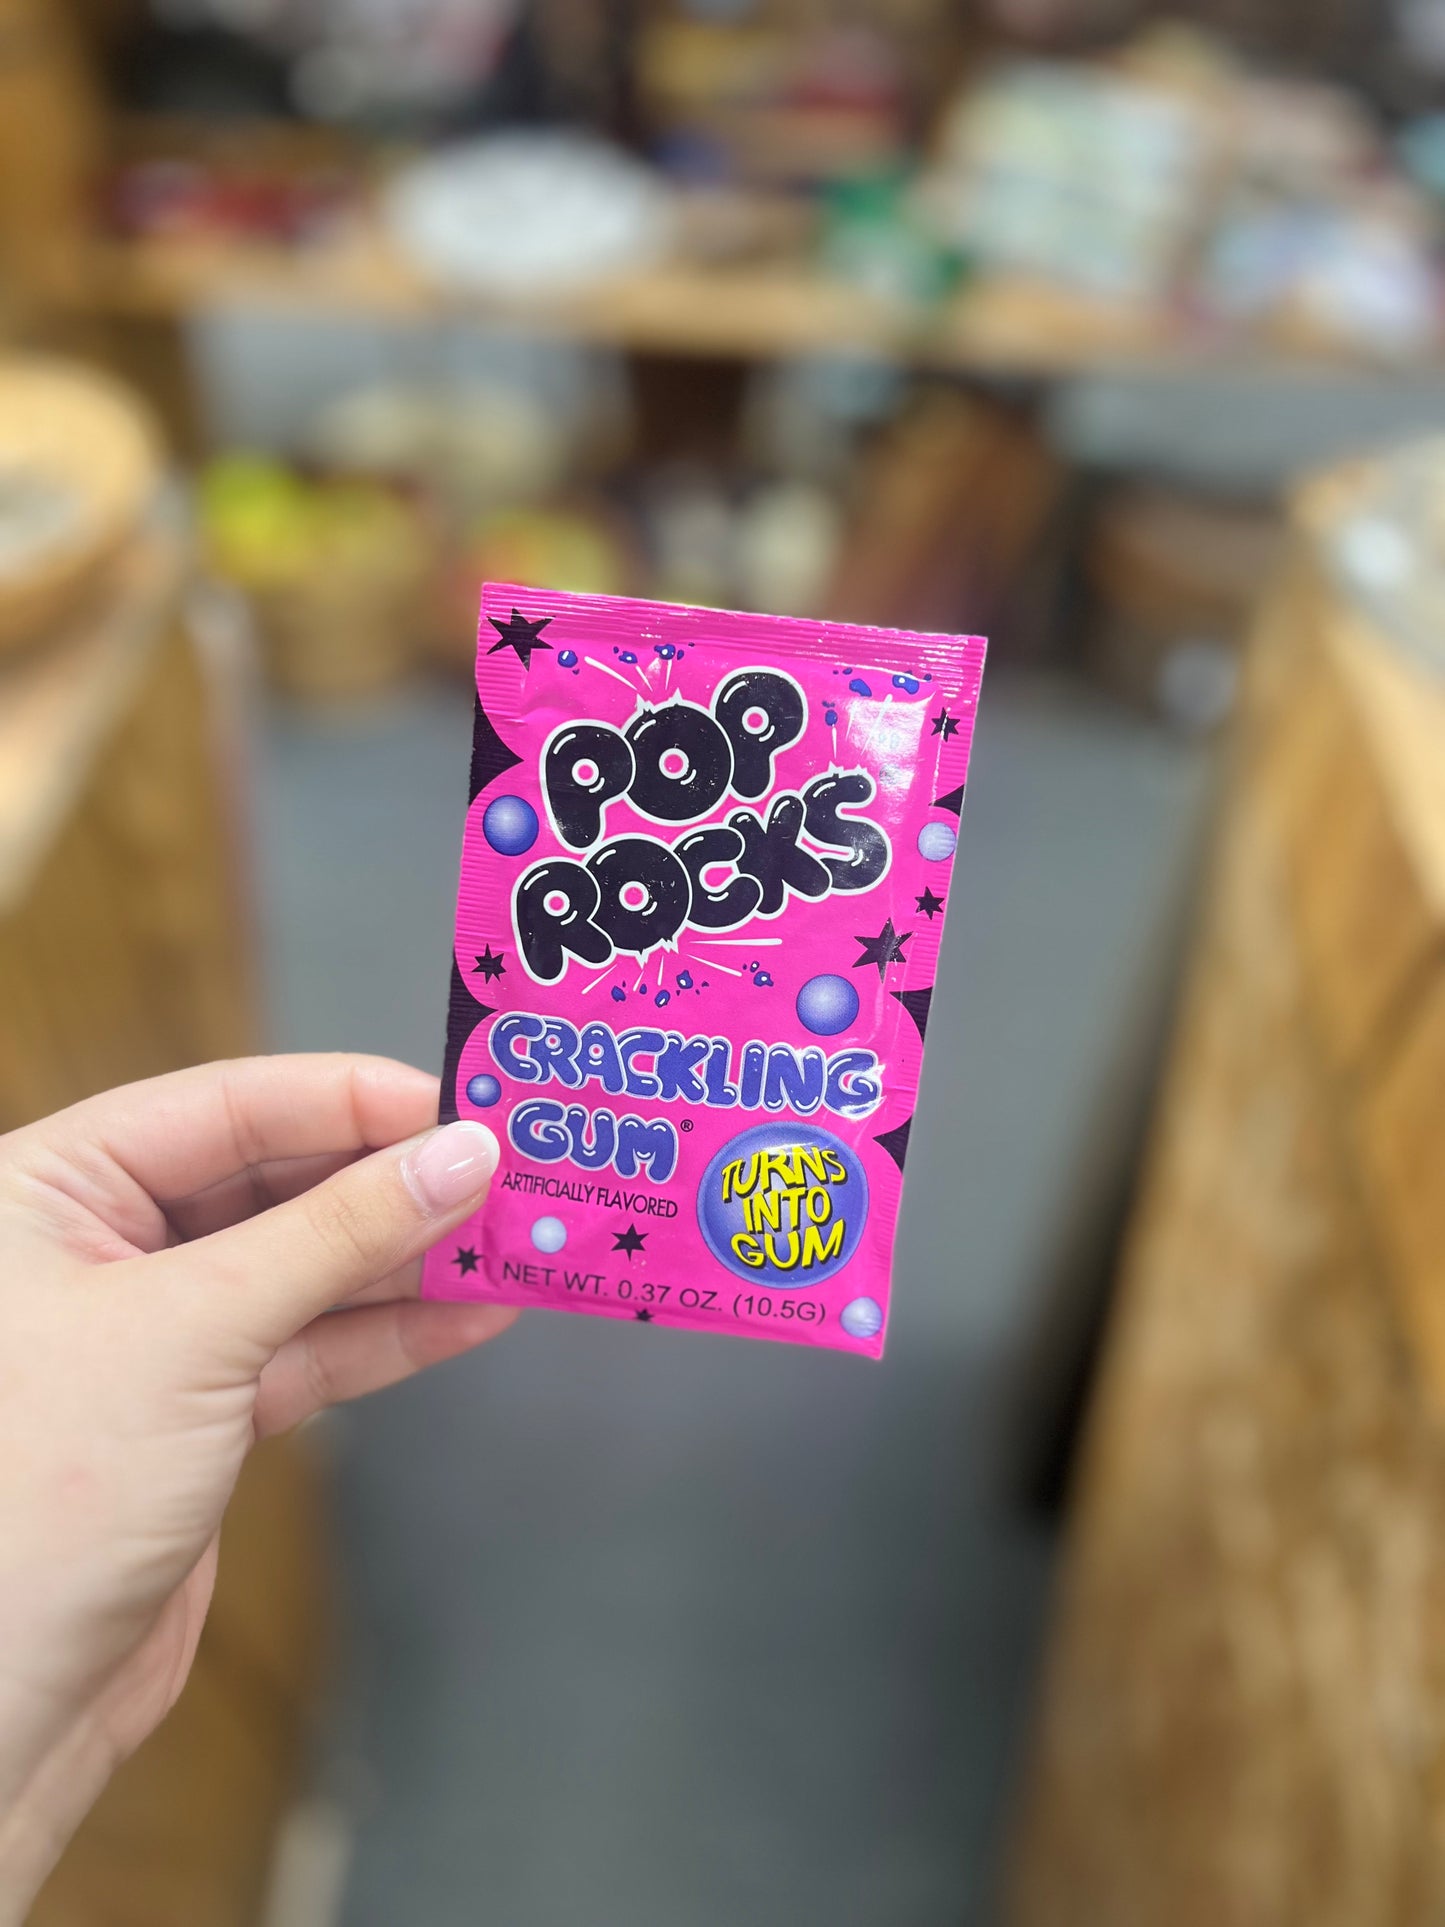 POP
ROCKS
CRACKLING
GUM®
ARTIFICIALLY FLAVORED
TURNS
INTO
GUM
NET WT. 0.37 OZ. (10.5G)